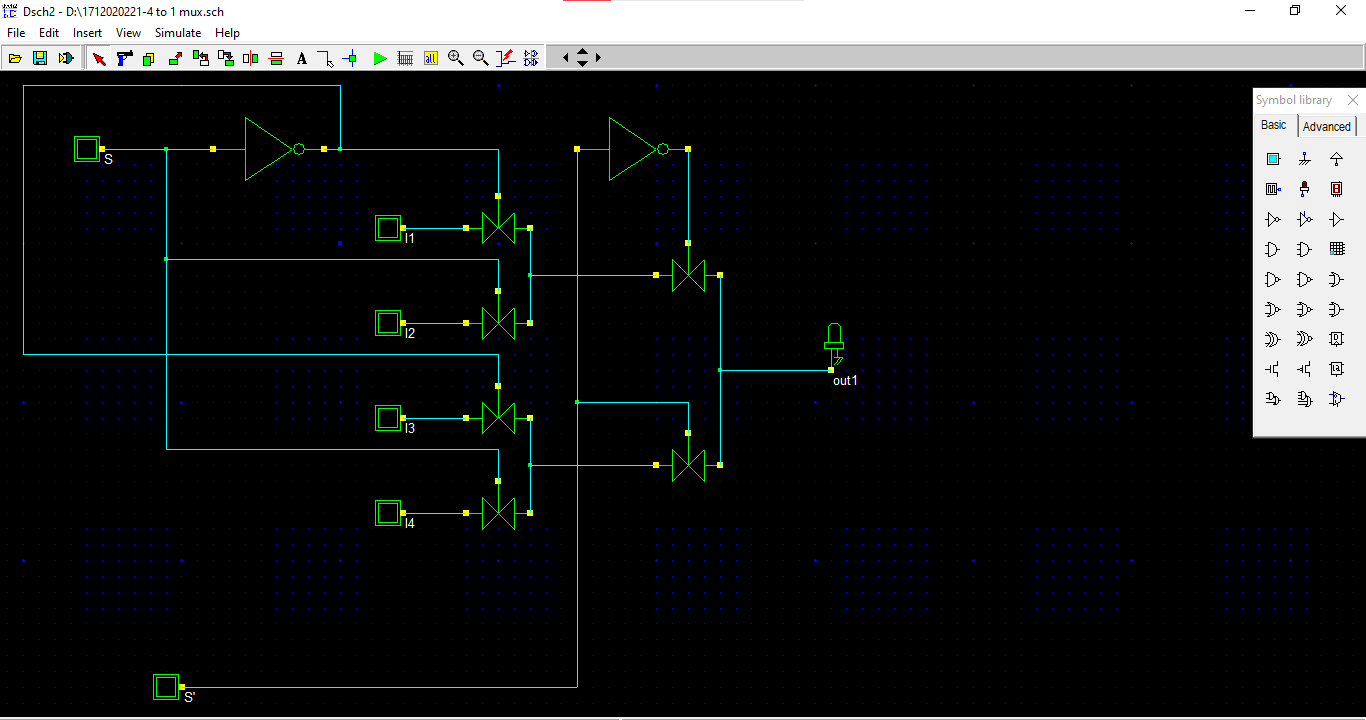 Dsch2 - D:\1712020221-4 to 1 mux.sch
File Edit Insert View Simulate Help
A
Symbol library
Basic Advanced
S
I1
I2
out1
I3
I4
S'